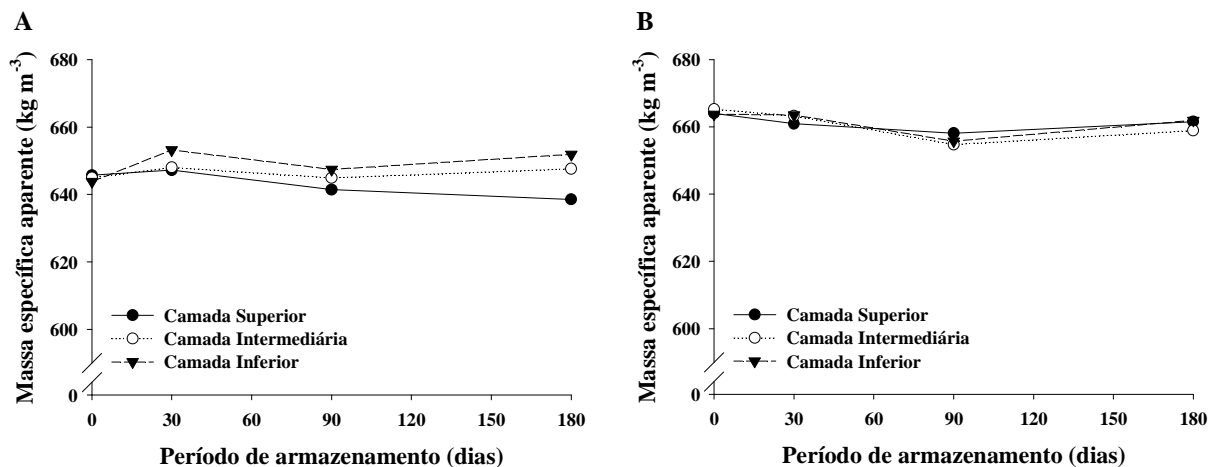 A
Massa específica aparente (kg m⁻³)
680
660
640
620
600
0
Camada Superior
Camada Intermediária
Camada Inferior
0 30 60 90 120 150 180
Período de armazenamento (dias)
B
Massa específica aparente (kg m⁻³)
680
660
640
620
600
0
Camada Superior
Camada Intermediária
Camada Inferior
0 30 60 90 120 150 180
Período de armazenamento (dias)